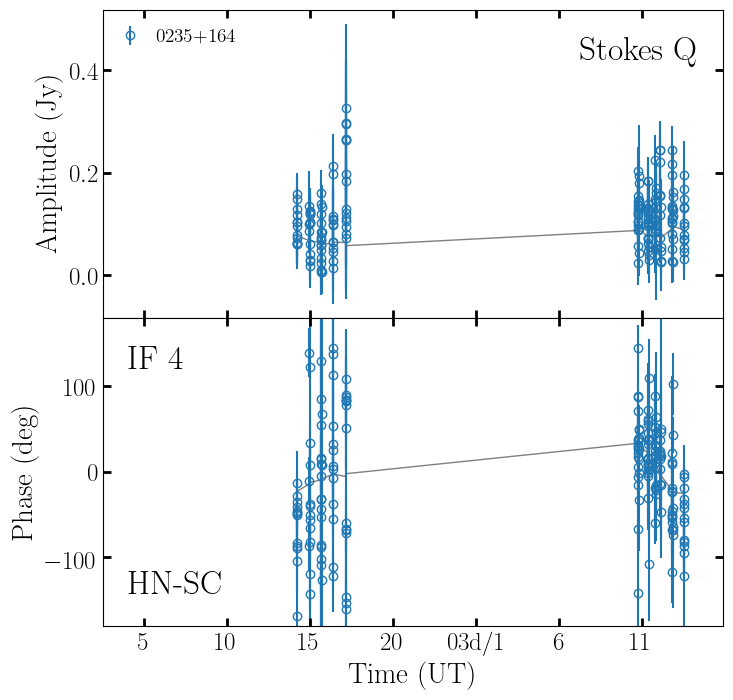 0235+164
Stokes Q
Amplitude (Jy)
0.4
0.2
0.0
IF 4
HN-SC
Phase (deg)
100
0
−100
5 10 15 20 03d/1 6 11
Time (UT)